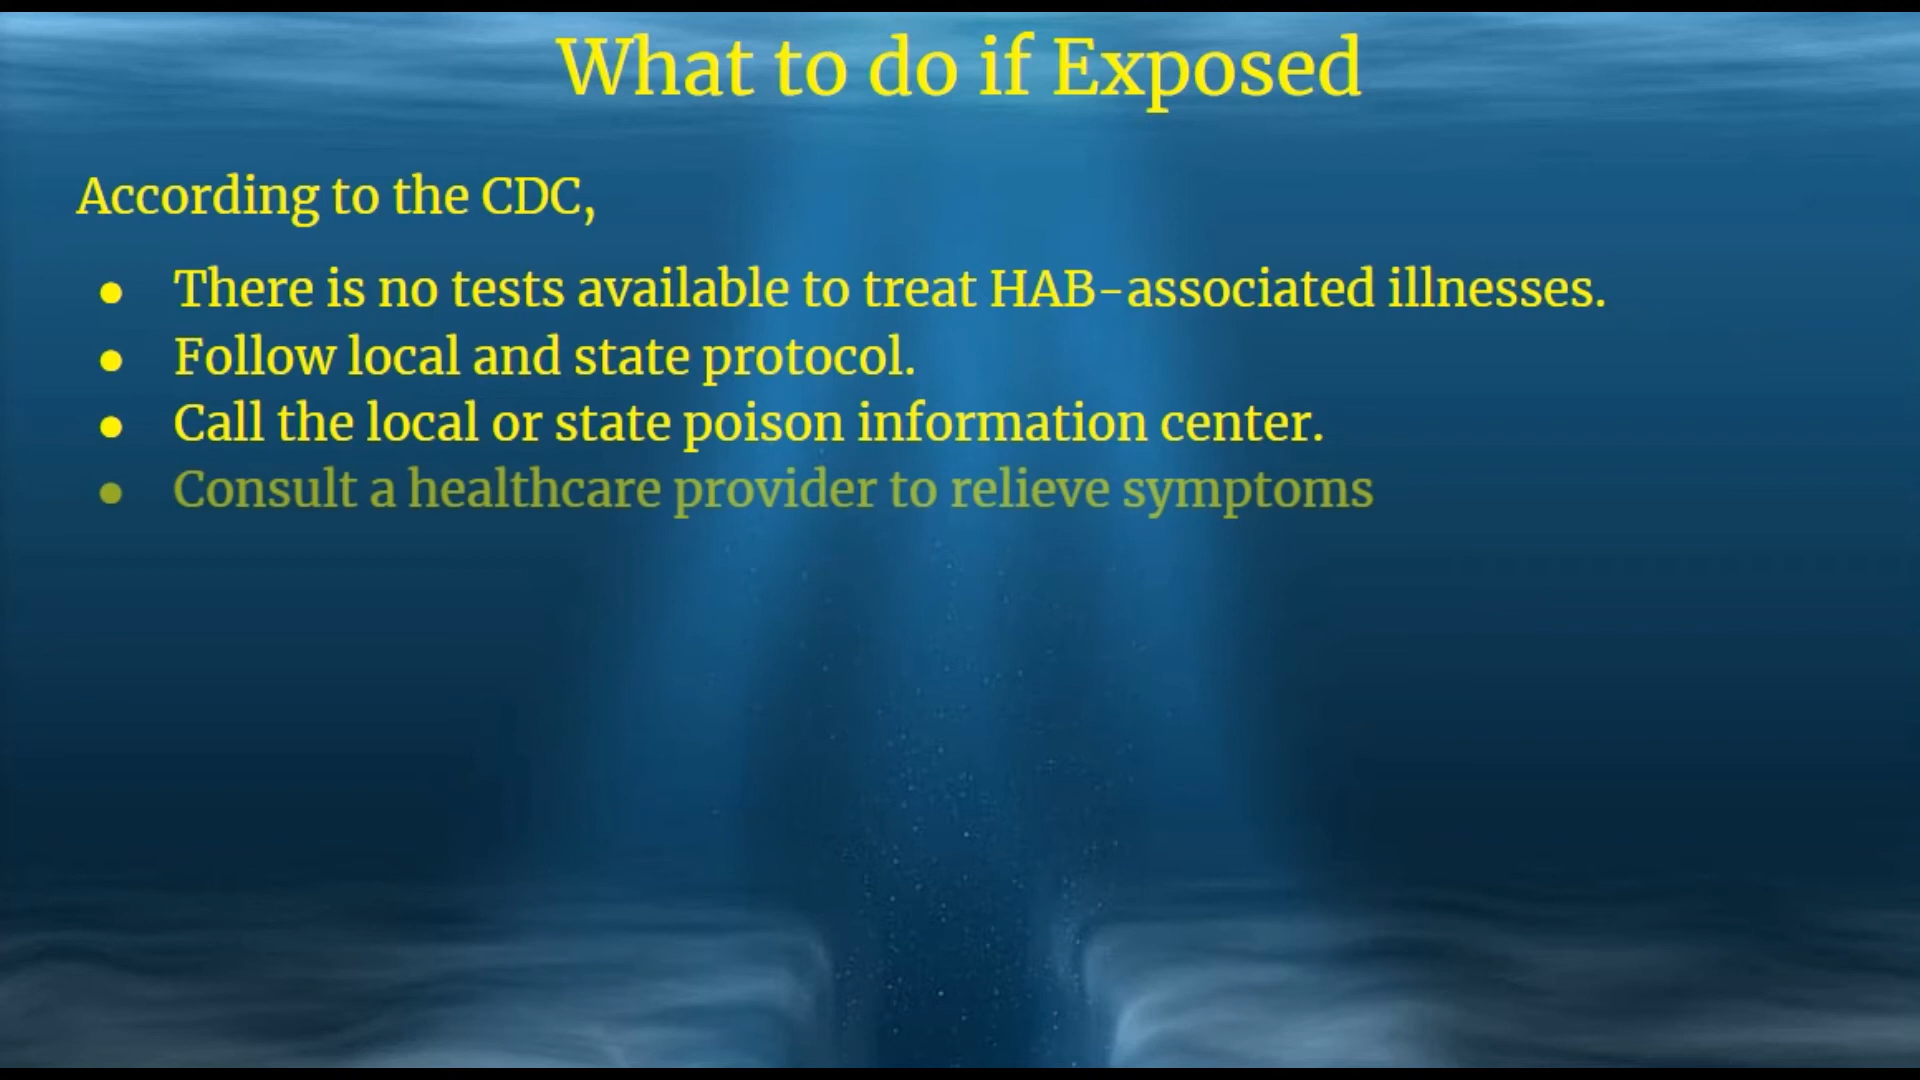 What to do if Exposed
According to the CDC,
● There is no tests available to treat HAB-associated illnesses.
● Follow local and state protocol.
● Call the local or state poison information center.
● Consult a healthcare provider to relieve symptoms